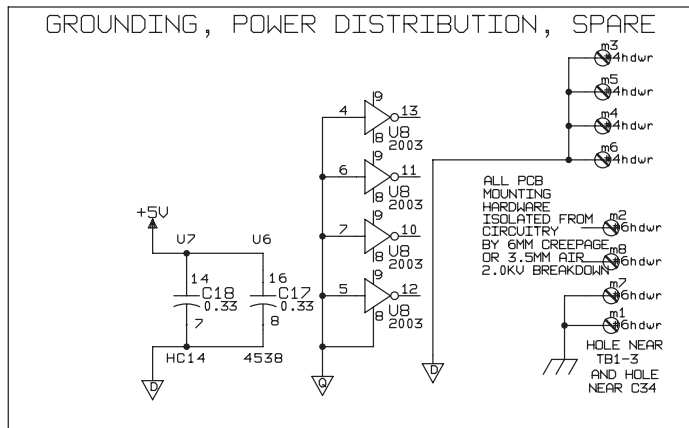 GROUNDING, POWER DISTRIBUTION, SPARE
m3
#4hdwr
m5
#4hdwr
m4
#4hdwr
m6
#4hdwr
9
4 13
8 U8
2003
9
6 11
8 U8
2003
9
7 10
8 U8
2003
9
5 12
8 U8
2003
ALL PCB
MOUNTING
HARDWARE
ISOLATED FROM
CIRCUITRY
BY 6MM CREEPAGE
OR 3.5MM AIR
2.0KV BREAKDOWN
m2
#6hdwr
m8
#6hdwr
m7
#6hdwr
m1
#6hdwr
HOLE NEAR
TB1-3
AND HOLE
NEAR C34
+5V
U7 U6
14 16
C18 C17
0.33 0.33
7 8
HC14 4538
D Q D